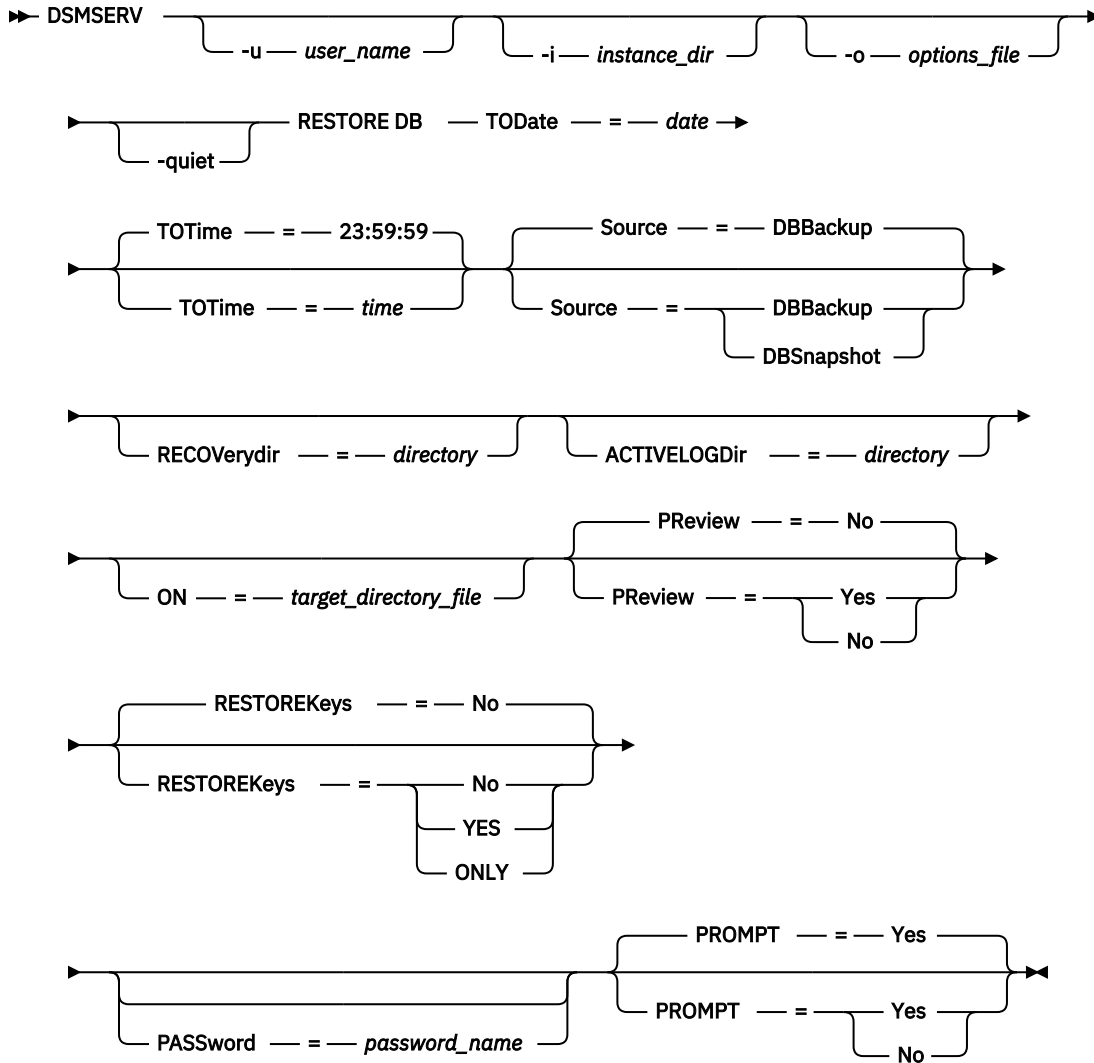 DSMSERV
-u user_name -i instance_dir -o options_file
-quiet RESTORE DB TODate = date
TOTime = 23:59:59 Source = DBBackup
TOTime = time Source = DBBackup
DBSnapshot
RECOVerydir = directory ACTIVELOGDir = directory
PReview = No
ON = target_directory_file PReview = Yes
No
RESTOREKeys = No
RESTOREKeys = No
YES
ONLY
PROMPT = Yes
PASSword = password_name PROMPT = Yes
No